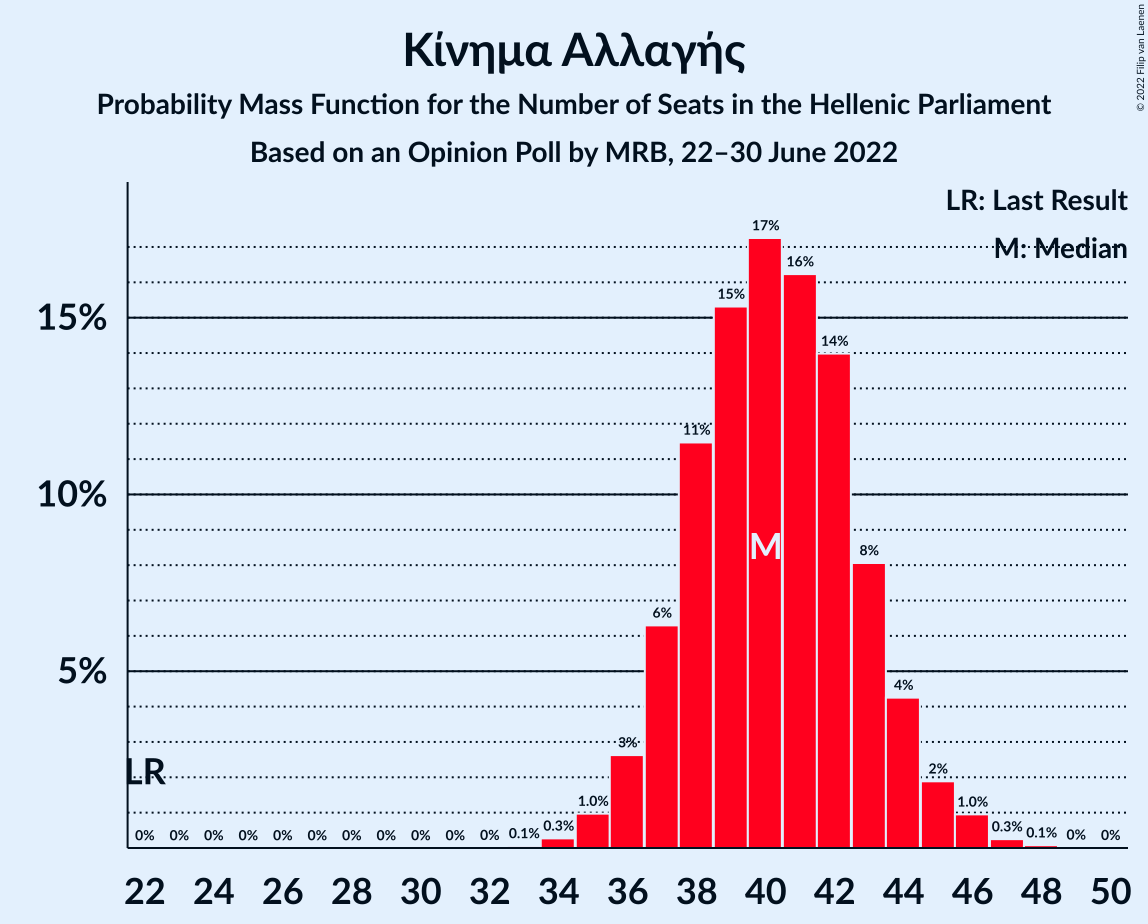 Κίνημα Αλλαγής
Probability Mass Function for the Number of Seats in the Hellenic Parliament
Based on an Opinion Poll by MRB, 22–30 June 2022
© 2022 Filip van Laenen
LR: Last Result
M: Median
15%
10%
5%
17%
16%
15%
14%
11%
M
8%
6%
4%
3%
LR
2%
0% 0% 0% 0% 0% 0% 0% 0% 0% 0% 0% 0.1% 0.3% 1.0% 1.0% 0.3% 0.1% 0% 0%
22 24 26 28 30 32 34 36 38 40 42 44 46 48 50